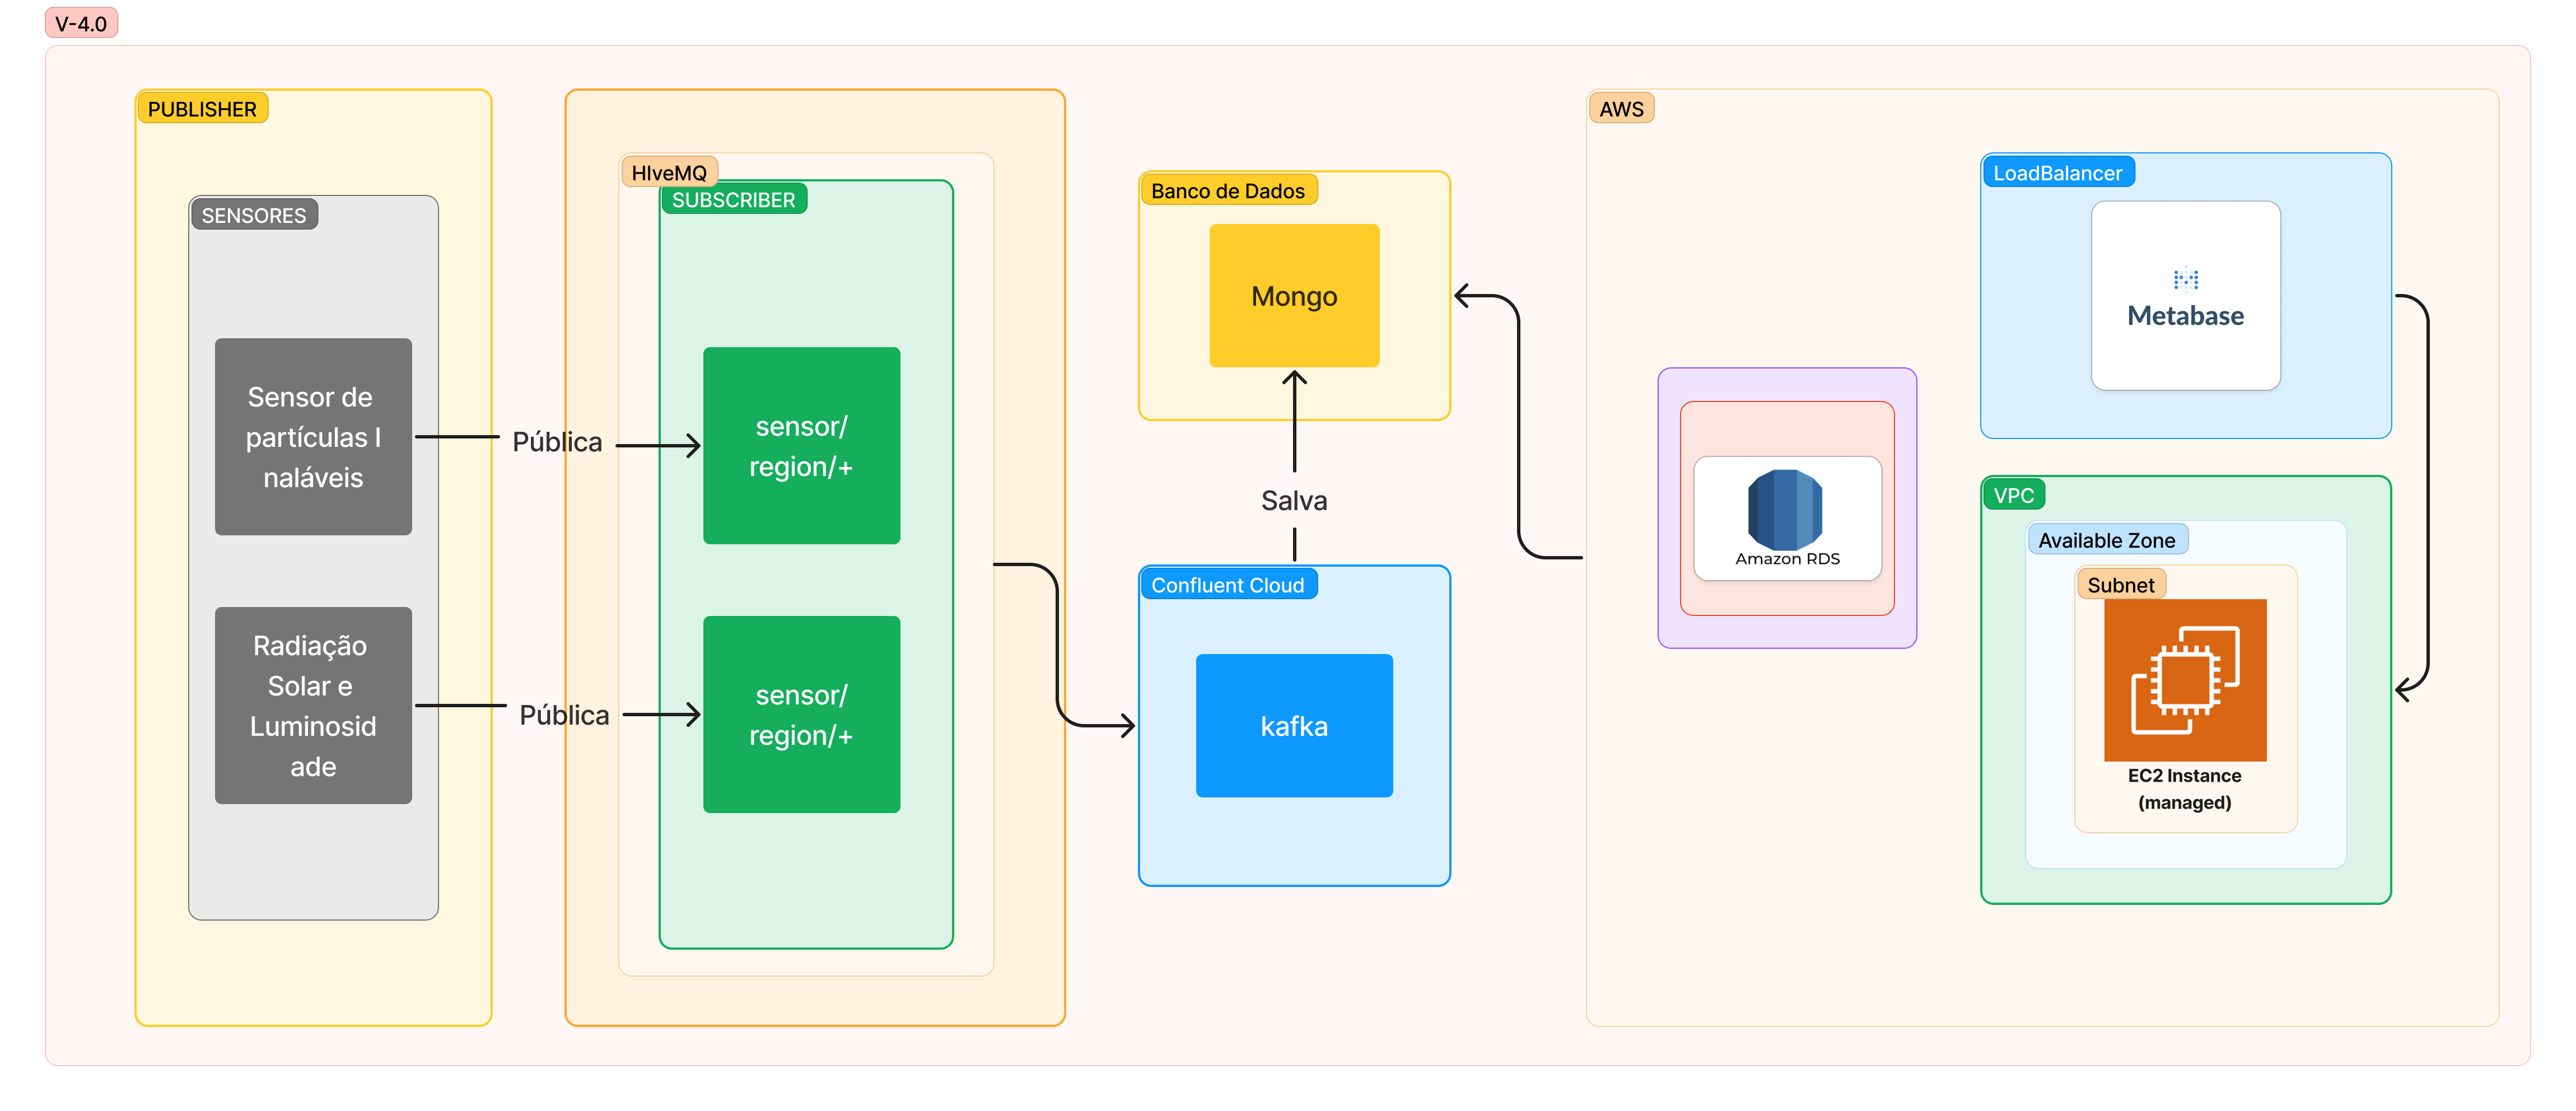 V-4.0
PUBLISHER
SENSORES
Sensor de
partículas I
naláveis
Radiação
Solar e
Luminosid
ade
Pública
Pública
HIveMQ
SUBSCRIBER
sensor/
region/+
sensor/
region/+
Banco de Dados
Mongo
Salva
Confluent Cloud
kafka
AWS
Amazon RDS
LoadBalancer
Metabase
VPC
Available Zone
Subnet
EC2 Instance
(managed)